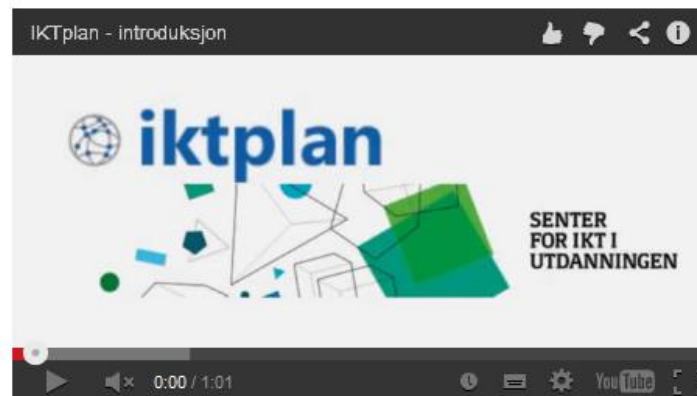 IKTplan - introduksjon
iktplan
SENTER
FOR IKT I
UTDANNINGEN
0:00 / 1:01
YouTube